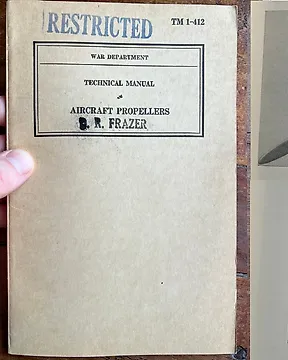 RESTRICTED
TM 1-412
WAR DEPARTMENT
TECHNICAL MANUAL
AIRCRAFT PROPELLERS
R. FRAZER